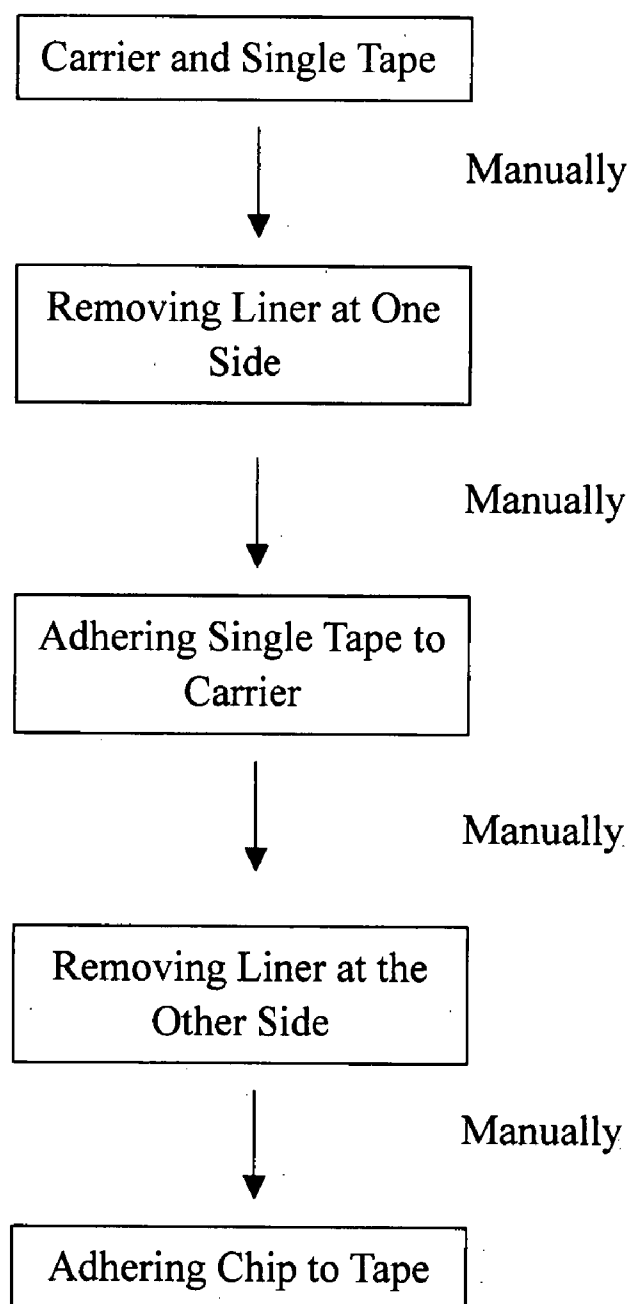 Carrier and Single Tape
Manually
Removing Liner at One
Side
Manually
Adhering Single Tape to
Carrier
Manually
Removing Liner at the
Other Side
Manually
Adhering Chip to Tape